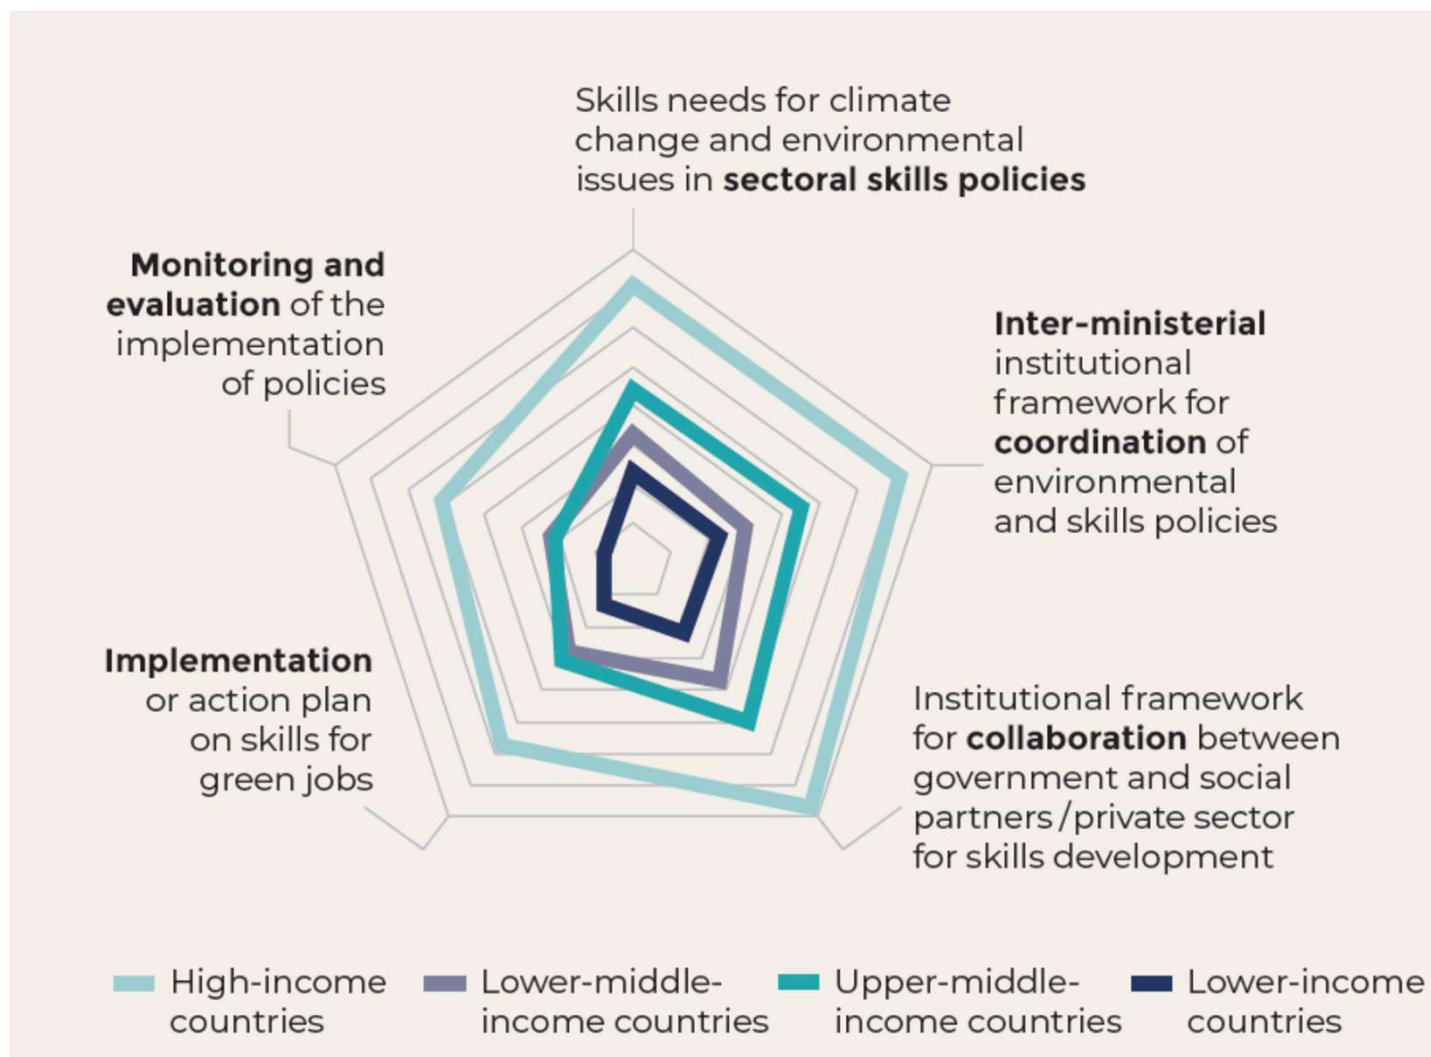 Skills needs for climate
change and environmental
issues in sectoral skills policies
Monitoring and
evaluation of the
implementation
of policies
Inter-ministerial
institutional
framework for
coordination of
environmental
and skills policies
Implementation
or action plan
on skills for
green jobs
Institutional framework
for collaboration between
government and social
partners/private sector
for skills development
High-income
countries
Lower-middle-
income countries
Upper-middle-
income countries
Lower-income
countries